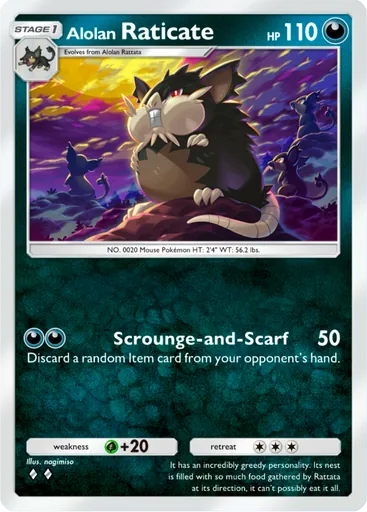 STAGE 1
Alolan Raticate
HP 110
Evolves from Alolan Rattata
NO. 0020 Mouse Pokémon HT: 2'4" WT: 56.2 lbs.
Scrounge-and-Scarf 50
Discard a random Item card from your opponent's hand.
weakness +20
retreat
Illus. nagimiso
It has an incredibly greedy personality. Its nest
is filled with so much food gathered by Rattata
at its direction, it can't possibly eat it all.